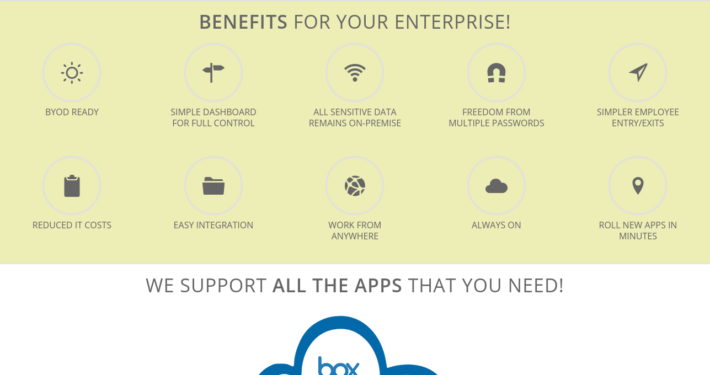 BENEFITS FOR YOUR ENTERPRISE!
BYOD READY
SIMPLE DASHBOARD
FOR FULL CONTROL
ALL SENSITIVE DATA
REMAINS ON-PREMISE
FREEDOM FROM
MULTIPLE PASSWORDS
SIMPLER EMPLOYEE
ENTRY/EXITS
REDUCED IT COSTS
EASY INTEGRATION
WORK FROM
ANYWHERE
ALWAYS ON
ROLL NEW APPS IN
MINUTES
WE SUPPORT ALL THE APPS THAT YOU NEED!
box